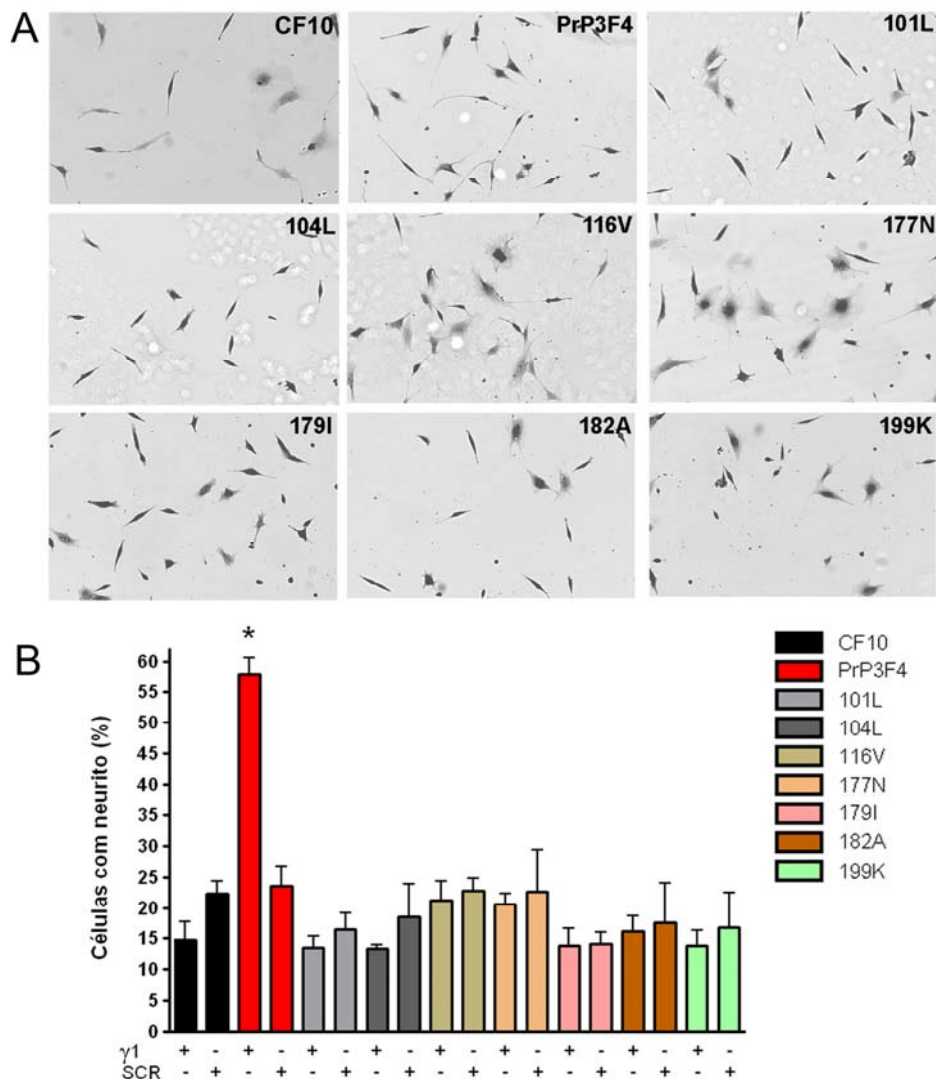 A
CF10
PrP3F4
101L
104L
116V
177N
179I
182A
199K
B
*
Células com neurito (%)
60
55
50
45
40
35
30
25
20
15
10
5
0
γ1 + - + - + - + - + - + - + - + - + -
SCR - + - + - + - + - + - + - + - + - +
CF10
PrP3F4
101L
104L
116V
177N
179I
182A
199K